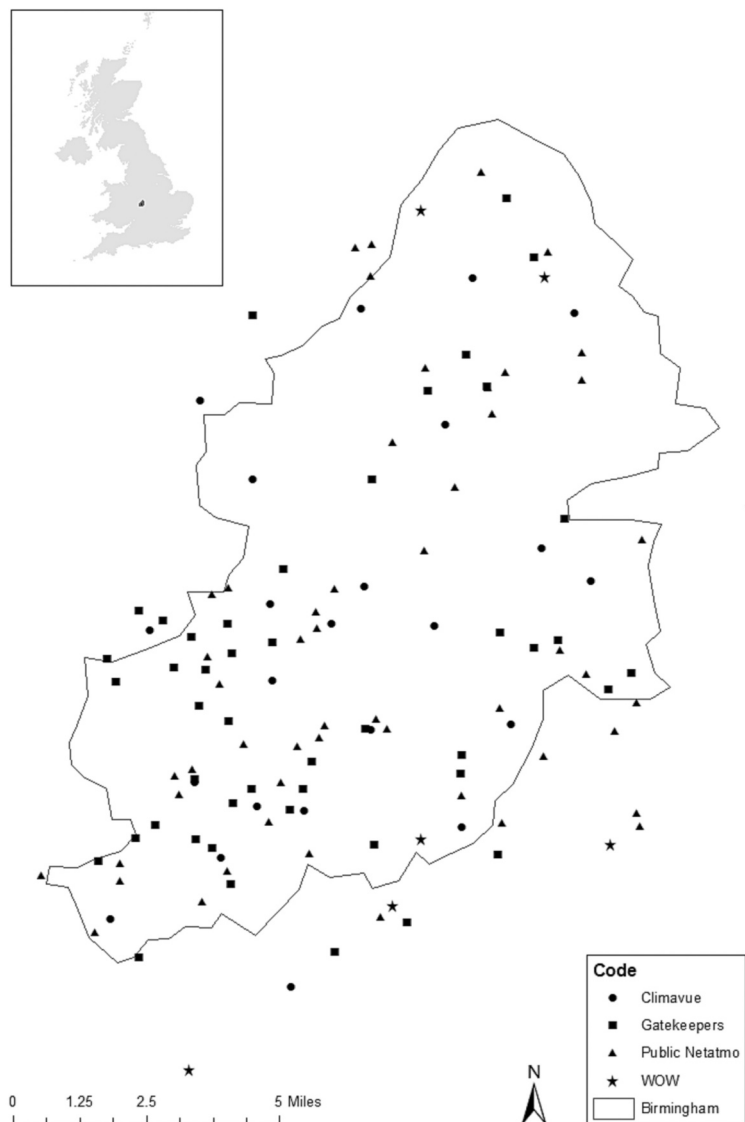 Code
Climavue
Gatekeepers
Public Netatmo
WOW
Birmingham
N
0 1.25 2.5 5 Miles